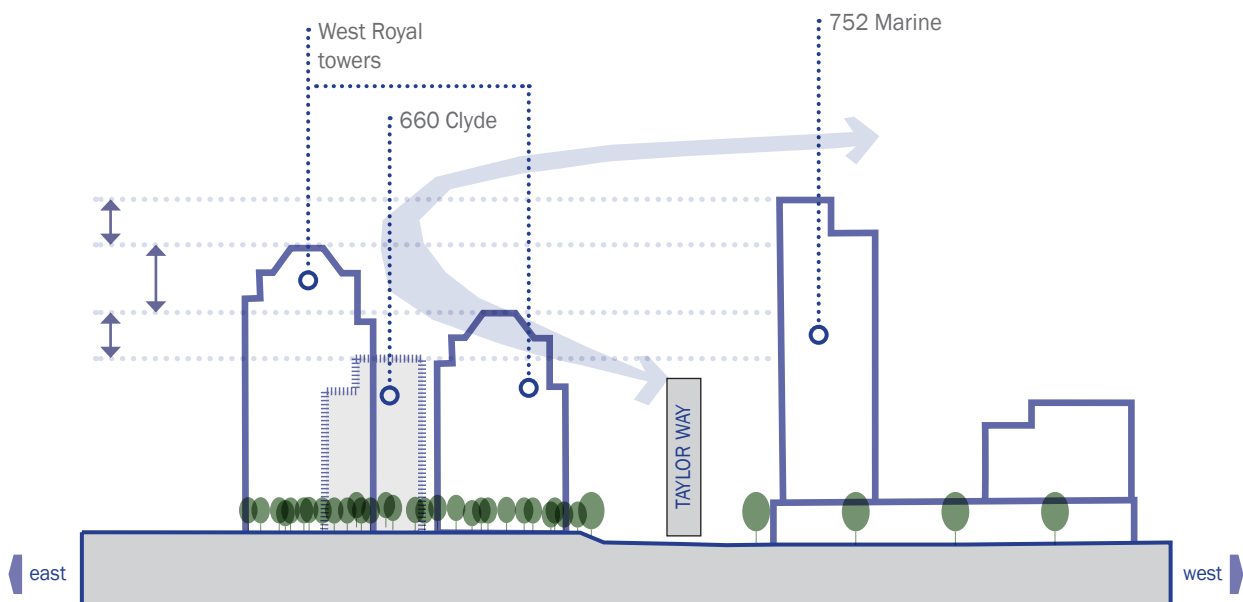 752 Marine
West Royal
towers
660 Clyde
TAYLOR WAY
east
west